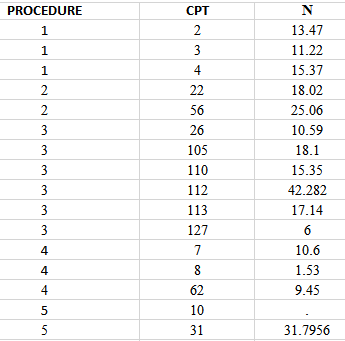 PROCEDURE CPT N
1 2 13.47
1 3 11.22
1 4 15.37
2 22 18.02
2 56 25.06
3 26 10.59
3 105 18.1
3 110 15.35
3 112 42.282
3 113 17.14
3 127 6
4 7 10.6
4 8 1.53
4 62 9.45
5 10 .
5 31 31.7956